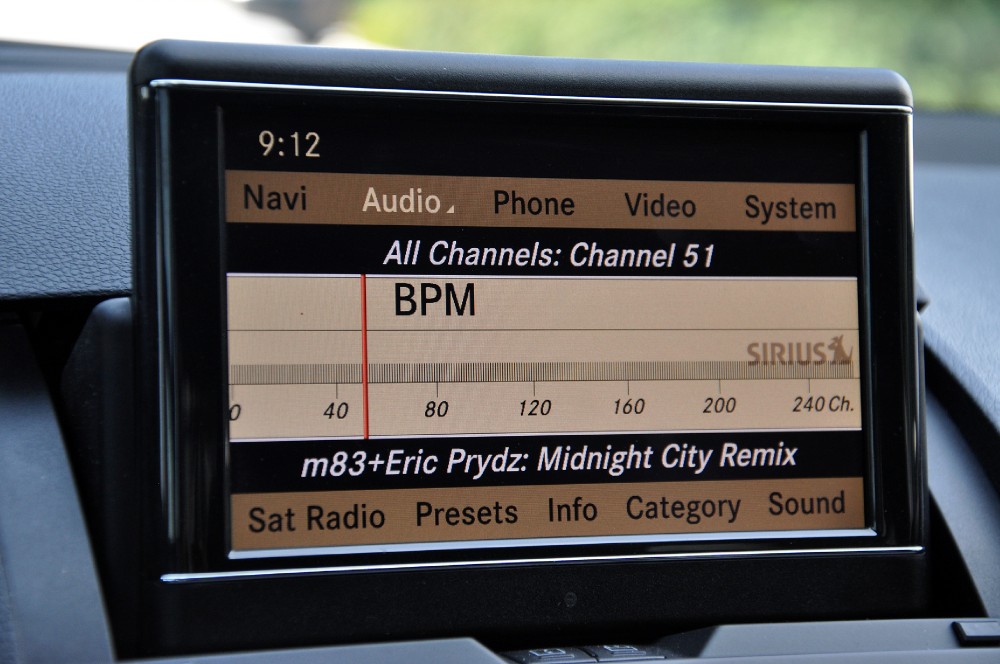 9:12
Navi Audio Phone Video System
All Channels: Channel 51
BPM
SIRIUS
0 40 80 120 160 200 240 Ch.
m83+Eric Prydz: Midnight City Remix
Sat Radio Presets Info Category Sound